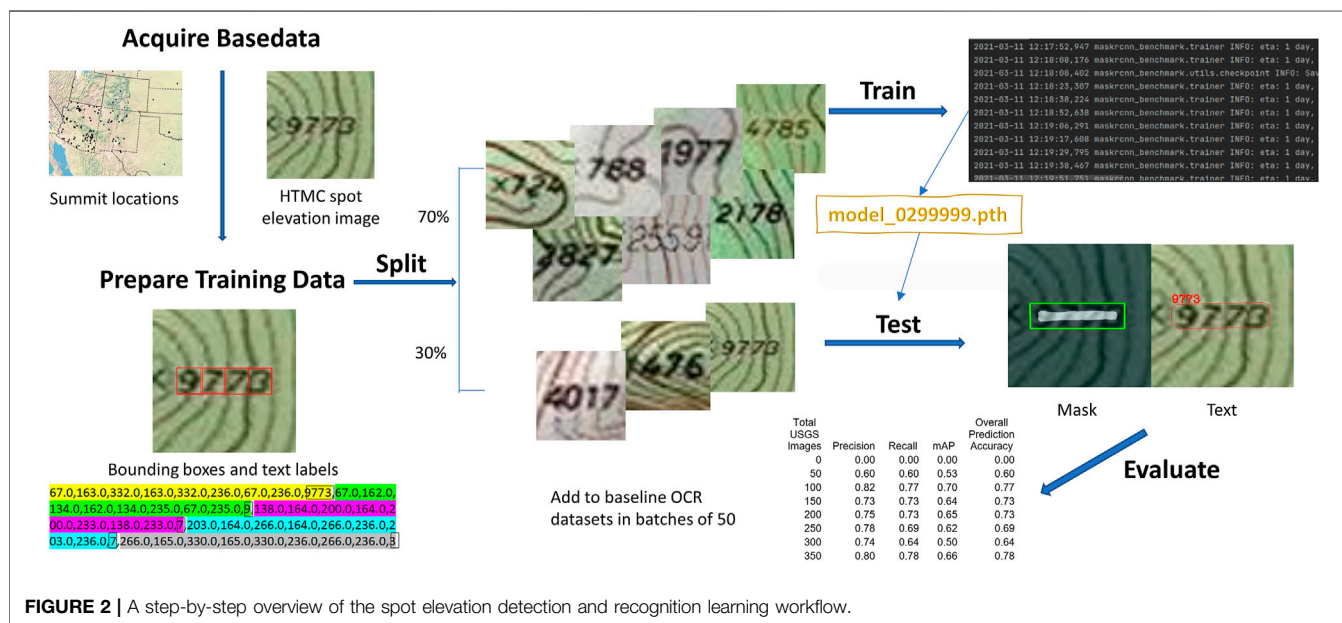 Acquire Basedata
9773
Summit locations
HTMC spot
elevation image
Prepare Training Data
9773
Bounding boxes and text labels
67.0,163.0,332.0,163.0,332.0,236.0,67.0,236.0,9773,67.0,162.0,
134.0,162.0,134.0,235.0,67.0,235.0,9,138.0,164.0,200.0,164.0,2
00.0,233.0,138.0,233.0,7,203.0,164.0,266.0,164.0,266.0,236.0,2
03.0,236.0,7,266.0,165.0,330.0,165.0,330.0,236.0,266.0,236.0,3
Split
70%
30%
×724
788
1977
4785
2827
2559
2178
4017
×476
9773
Add to baseline OCR
datasets in batches of 50
Train
2021-03-11 12:17:52,947 maskrcnn_benchmark.trainer INFO: eta: 1 day,
2021-03-11 12:18:08,176 maskrcnn_benchmark.trainer INFO: eta: 1 day,
2021-03-11 12:18:08,402 maskrcnn_benchmark.utils.checkpoint INFO: Sav
2021-03-11 12:18:23,307 maskrcnn_benchmark.trainer INFO: eta: 1 day,
2021-03-11 12:18:38,224 maskrcnn_benchmark.trainer INFO: eta: 1 day,
2021-03-11 12:18:52,638 maskrcnn_benchmark.trainer INFO: eta: 1 day,
2021-03-11 12:19:06,291 maskrcnn_benchmark.trainer INFO: eta: 1 day,
2021-03-11 12:19:17,608 maskrcnn_benchmark.trainer INFO: eta: 1 day,
2021-03-11 12:19:29,795 maskrcnn_benchmark.trainer INFO: eta: 1 day,
2021-03-11 12:19:38,467 maskrcnn_benchmark.trainer INFO: eta: 1 day,
2021-03-11 12:19:51,751 maskrcnn_benchmark.trainer INFO: eta: 1 day,
model_0299999.pth
Test
9773
9773
Mask
Text
Evaluate
Total
USGS
Images Precision Recall mAP Overall Prediction Accuracy
0 0.00 0.00 0.00 0.00
50 0.60 0.60 0.53 0.60
100 0.82 0.77 0.70 0.77
150 0.73 0.73 0.64 0.73
200 0.75 0.73 0.65 0.73
250 0.78 0.69 0.62 0.69
300 0.74 0.64 0.50 0.64
350 0.80 0.78 0.66 0.78
FIGURE 2 | A step-by-step overview of the spot elevation detection and recognition learning workflow.